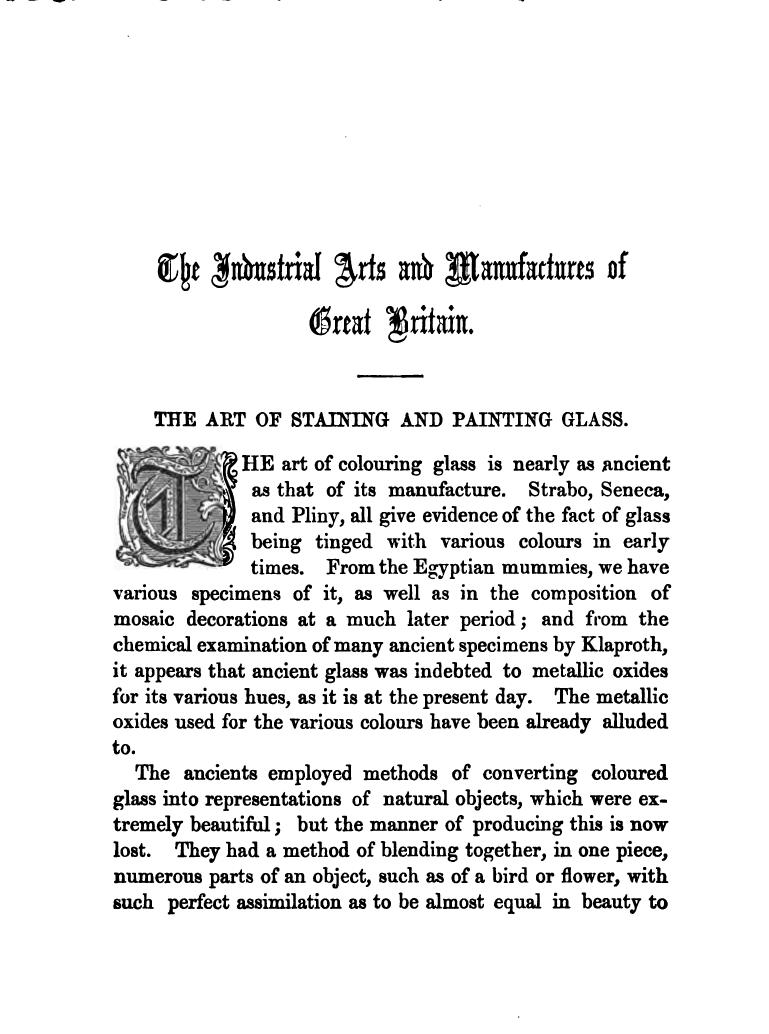 The Industrial Arts and Manufactures of
Great Britain.
THE ART OF STAINING AND PAINTING GLASS.
THE art of colouring glass is nearly as ancient
as that of its manufacture. Strabo, Seneca,
and Pliny, all give evidence of the fact of glass
being tinged with various colours in early
times. From the Egyptian mummies, we have
various specimens of it, as well as in the composition of
mosaic decorations at a much later period; and from the
chemical examination of many ancient specimens by Klaproth,
it appears that ancient glass was indebted to metallic oxides
for its various hues, as it is at the present day. The metallic
oxides used for the various colours have been already alluded
to.
The ancients employed methods of converting coloured
glass into representations of natural objects, which were ex-
tremely beautiful; but the manner of producing this is now
lost. They had a method of blending together, in one piece,
numerous parts of an object, such as of a bird or flower, with
such perfect assimilation as to be almost equal in beauty to